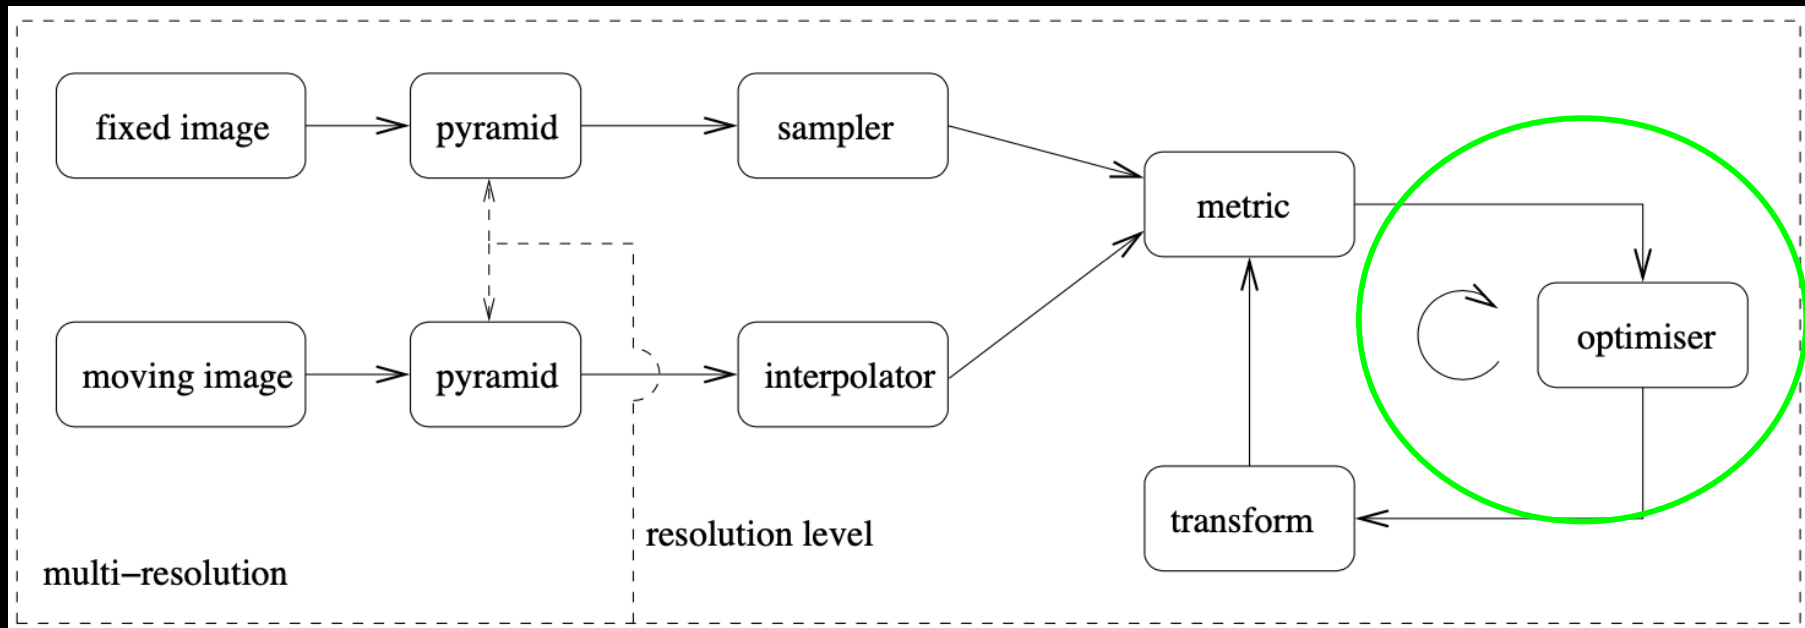 fixed image
pyramid
sampler
metric
optimiser
moving image
pyramid
interpolator
transform
resolution level
multi−resolution